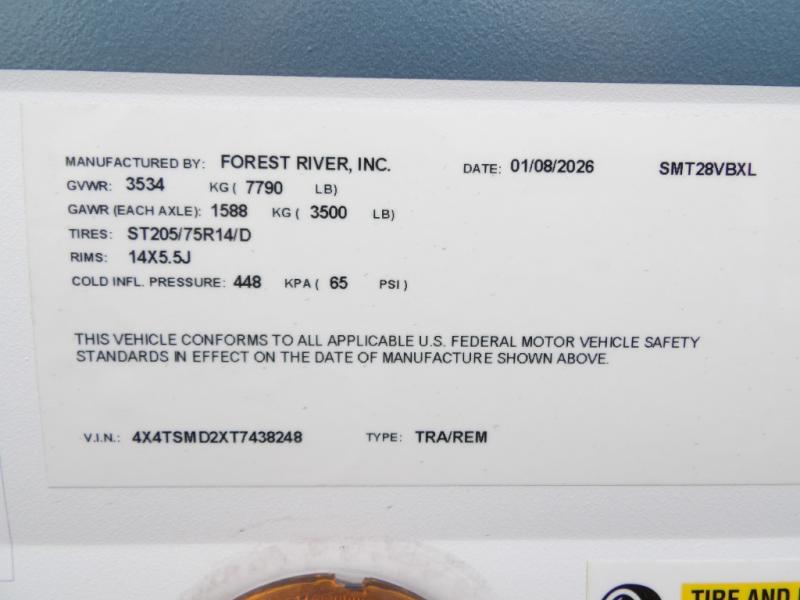 MANUFACTURED BY: FOREST RIVER, INC. DATE: 01/08/2026 SMT28VBXL
GVWR: 3534 KG ( 7790 LB)
GAWR (EACH AXLE): 1588 KG ( 3500 LB)
TIRES: ST205/75R14/D
RIMS: 14X5.5J
COLD INFL. PRESSURE: 448 KPA ( 65 PSI )
THIS VEHICLE CONFORMS TO ALL APPLICABLE U.S. FEDERAL MOTOR VEHICLE SAFETY
STANDARDS IN EFFECT ON THE DATE OF MANUFACTURE SHOWN ABOVE.
V.I.N.: 4X4TSMD2XT7438248 TYPE: TRA/REM
TIRE AND